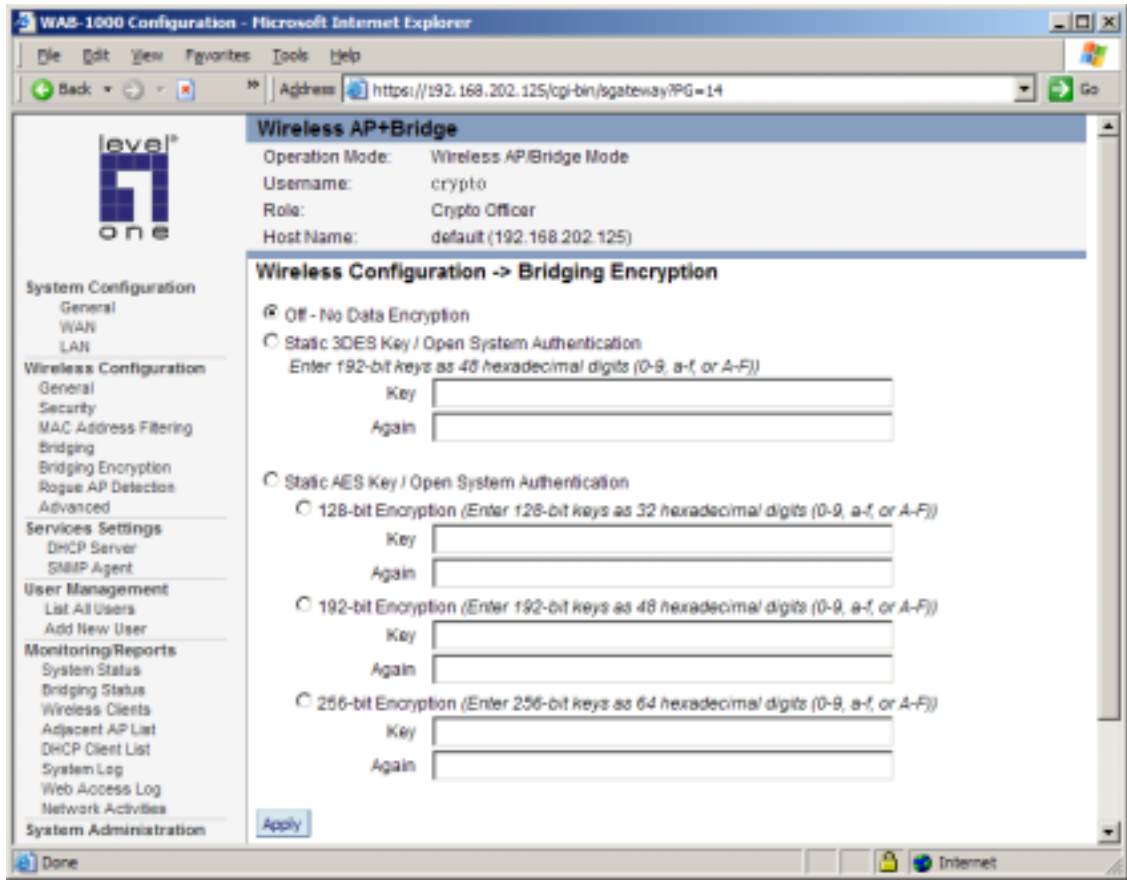 WAB-1000 Configuration - Microsoft Internet Explorer
File Edit View Favorites Tools Help
Back Address https://192.168.202.125/cgi-bin/sgateway?PG=14 Go
level
one
System Configuration
General
WAN
LAN
Wireless Configuration
General
Security
MAC Address Filtering
Bridging
Bridging Encryption
Rogue AP Detection
Advanced
Services Settings
DHCP Server
SNMP Agent
User Management
List All Users
Add New User
Monitoring/Reports
System Status
Bridging Status
Wireless Clients
Adjacent AP List
DHCP Client List
System Log
Web Access Log
Network Activities
System Administration
Wireless AP+Bridge
Operation Mode: Wireless AP/Bridge Mode
Username: crypto
Role: Crypto Officer
Host Name: default (192.168.202.125)
Wireless Configuration -> Bridging Encryption
Off - No Data Encryption
Static 3DES Key / Open System Authentication
Enter 192-bit keys as 48 hexadecimal digits (0-9, a-f, or A-F))
Key
Again
Static AES Key / Open System Authentication
128-bit Encryption (Enter 128-bit keys as 32 hexadecimal digits (0-9, a-f, or A-F))
Key
Again
192-bit Encryption (Enter 192-bit keys as 48 hexadecimal digits (0-9, a-f, or A-F))
Key
Again
256-bit Encryption (Enter 256-bit keys as 64 hexadecimal digits (0-9, a-f, or A-F))
Key
Again
Apply
Done Internet